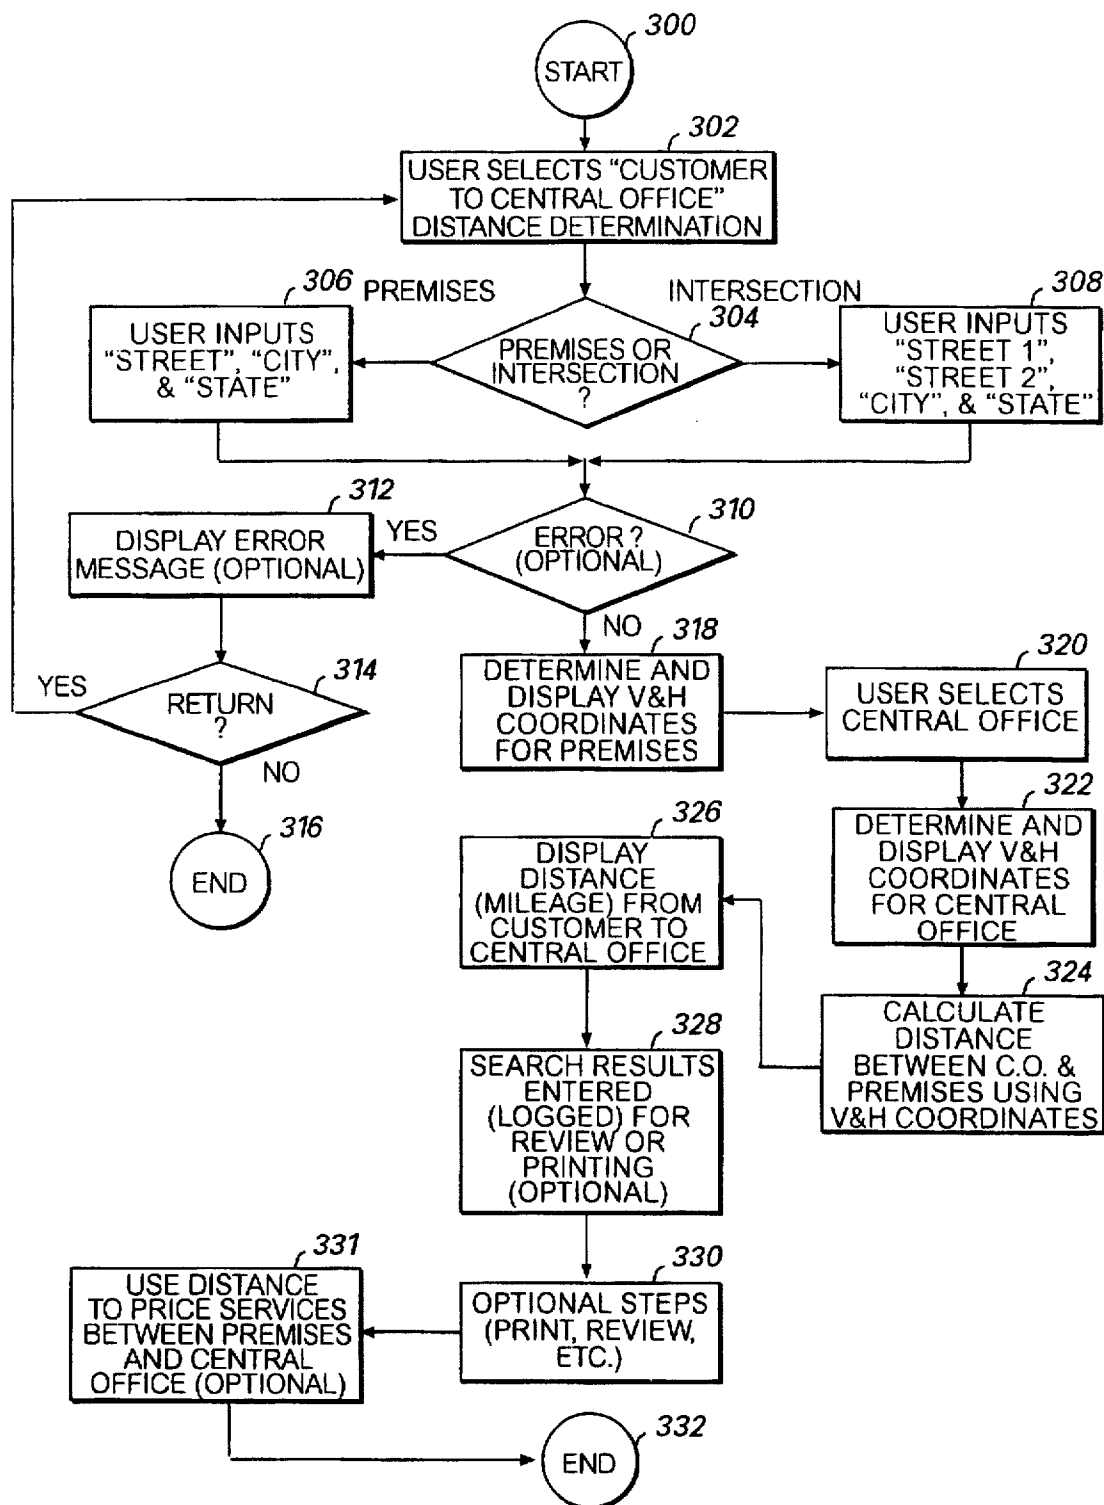 300
START
302
USER SELECTS “CUSTOMER
TO CENTRAL OFFICE”
DISTANCE DETERMINATION
306
PREMISES
USER INPUTS
“STREET”, “CITY”,
& “STATE”
304
PREMISES OR
INTERSECTION
?
INTERSECTION
308
USER INPUTS
“STREET 1”,
“STREET 2”,
“CITY”, & “STATE”
310
ERROR ?
(OPTIONAL)
YES
312
DISPLAY ERROR
MESSAGE (OPTIONAL)
314
RETURN
?
YES
NO
316
END
NO
318
DETERMINE AND
DISPLAY V&H
COORDINATES
FOR PREMISES
320
USER SELECTS
CENTRAL OFFICE
322
DETERMINE AND
DISPLAY V&H
COORDINATES
FOR CENTRAL
OFFICE
324
CALCULATE
DISTANCE
BETWEEN C.O. &
PREMISES USING
V&H COORDINATES
326
DISPLAY
DISTANCE
(MILEAGE) FROM
CUSTOMER TO
CENTRAL OFFICE
328
SEARCH RESULTS
ENTERED
(LOGGED) FOR
REVIEW OR
PRINTING
(OPTIONAL)
330
OPTIONAL STEPS
(PRINT, REVIEW,
ETC.)
331
USE DISTANCE
TO PRICE SERVICES
BETWEEN PREMISES
AND CENTRAL
OFFICE (OPTIONAL)
332
END